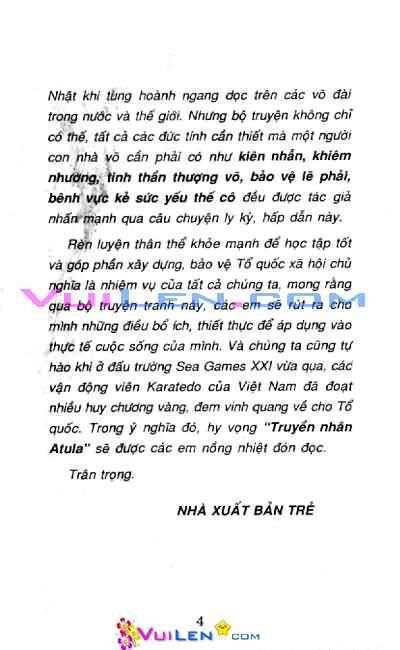 Nhật khi tung hoành ngang dọc trên các võ đài
trong nước và thế giới. Nhưng bộ truyện không chỉ
có thế, tất cả các đức tính cần thiết mà một người
con nhà võ cần phải có như kiên nhẫn, khiêm
nhường, tinh thần thượng võ, bảo vệ lẽ phải,
bênh vực kẻ sức yếu thế cô đều được tác giả
nhấn mạnh qua câu chuyện ly kỳ, hấp dẫn này.
Rèn luyện thân thể khỏe mạnh để học tập tốt
và góp phần xây dựng, bảo vệ Tổ quốc xã hội chủ
nghĩa là nhiệm vụ của tất cả chúng ta, mong rằng
qua bộ truyện tranh này, các em sẽ rút ra cho
mình những điều bổ ích, thiết thực để áp dụng vào
thực tế cuộc sống của mình. Và chúng ta cũng tự
hào khi ở đấu trường Sea Games XXI vừa qua, các
vận động viên Karatedo của Việt Nam đã đoạt
nhiều huy chương vàng, đem vinh quang về cho Tổ
quốc. Trong ý nghĩa đó, hy vọng "Truyền nhân
Atula" sẽ được các em nồng nhiệt đón đọc.
Trân trọng.
NHÀ XUẤT BẢN TRẺ
VUILEN.COM
4
VUILEN.COM